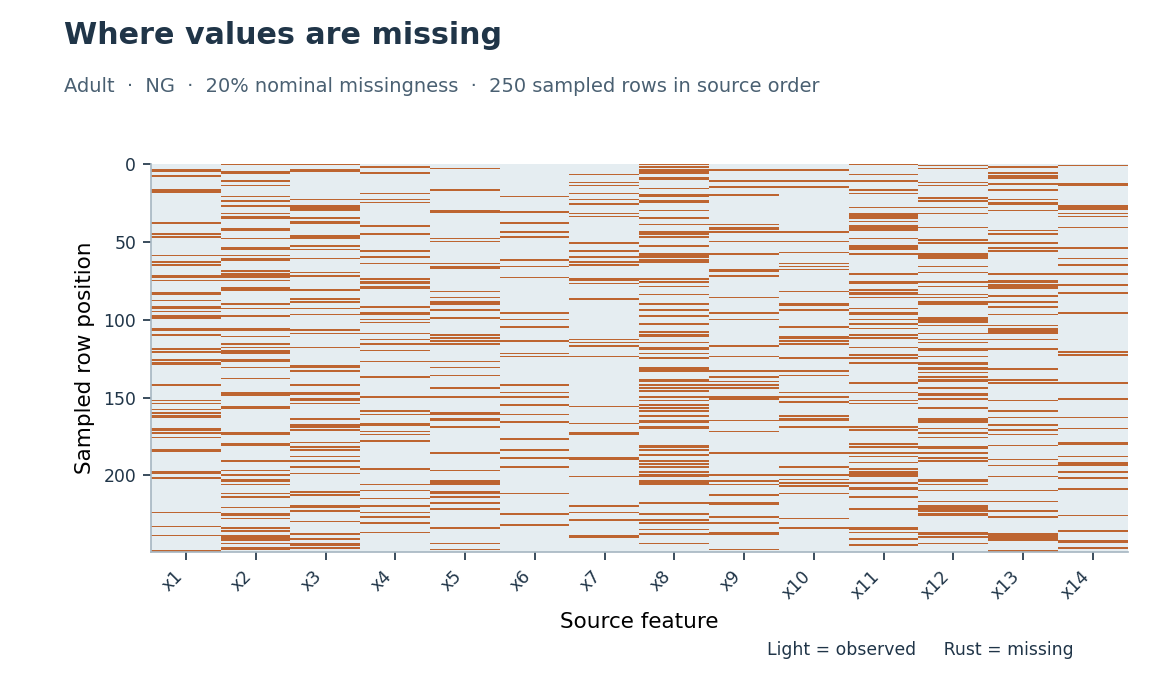 Where values are missing
Adult · NG · 20% nominal missingness · 250 sampled rows in source order
Sampled row position
0
50
100
150
200
x1 x2 x3 x4 x5 x6 x7 x8 x9 x10 x11 x12 x13 x14
Source feature
Light = observed Rust = missing